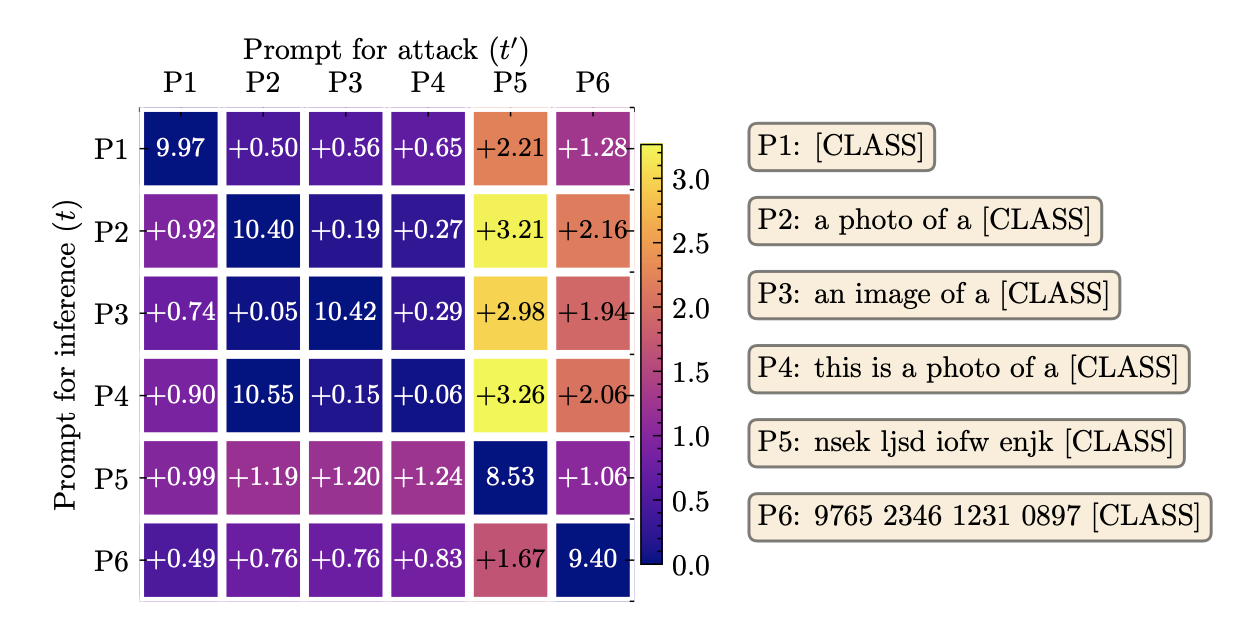 Prompt for attack (t′)
P1 P2 P3 P4 P5 P6
Prompt for inference (t)
P1 9.97 +0.50 +0.56 +0.65 +2.21 +1.28
P2 +0.92 10.40 +0.19 +0.27 +3.21 +2.16
P3 +0.74 +0.05 10.42 +0.29 +2.98 +1.94
P4 +0.90 10.55 +0.15 +0.06 +3.26 +2.06
P5 +0.99 +1.19 +1.20 +1.24 8.53 +1.06
P6 +0.49 +0.76 +0.76 +0.83 +1.67 9.40
3.0
2.5
2.0
1.5
1.0
0.5
0.0
P1: [CLASS]
P2: a photo of a [CLASS]
P3: an image of a [CLASS]
P4: this is a photo of a [CLASS]
P5: nsek ljsd iofw enjk [CLASS]
P6: 9765 2346 1231 0897 [CLASS]